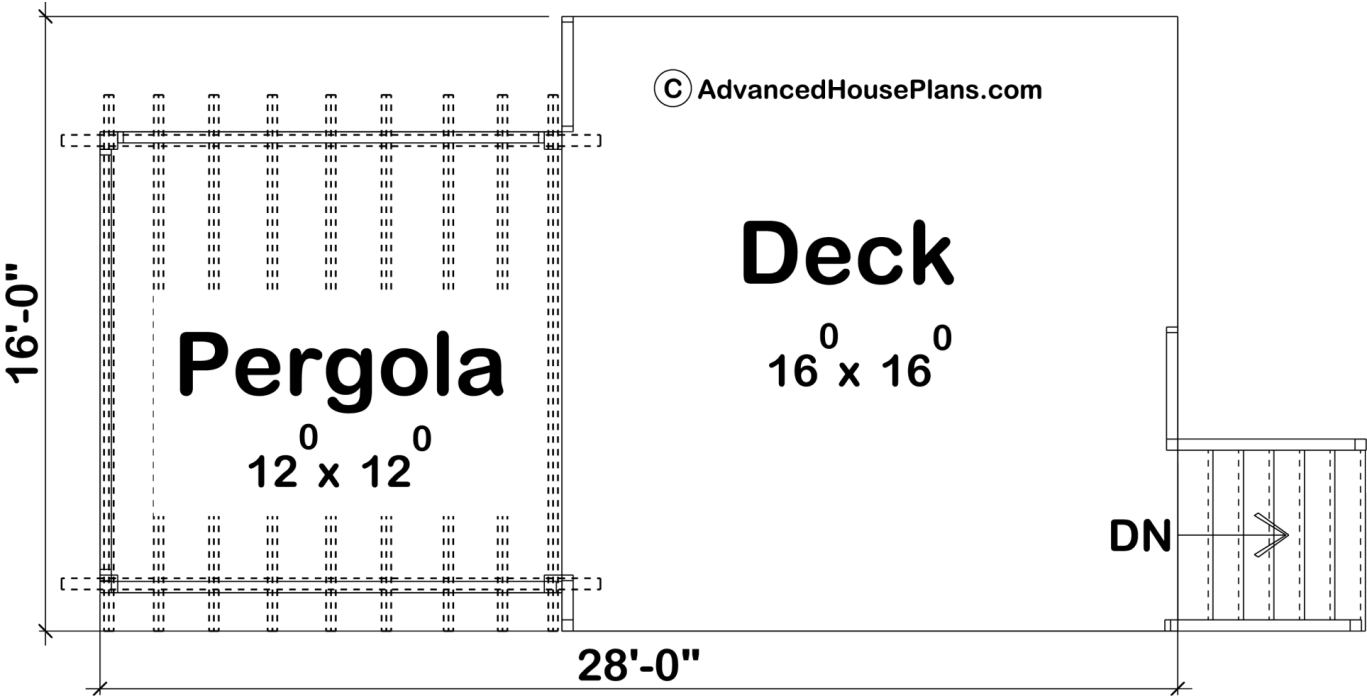 © AdvancedHousePlans.com
Deck
16⁰ x 16⁰
16'-0"
Pergola
12⁰ x 12⁰
DN
28'-0"